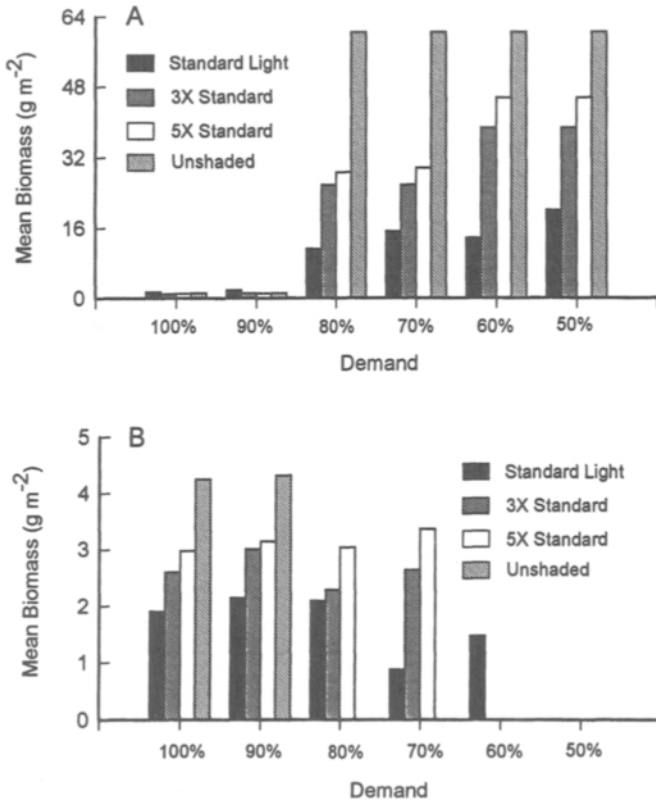 A
Mean Biomass (g m-2)
64
48
32
16
0
Standard Light
3X Standard
5X Standard
Unshaded
100% 90% 80% 70% 60% 50%
Demand
B
Mean Biomass (g m-2)
5
4
3
2
1
0
Standard Light
3X Standard
5X Standard
Unshaded
100% 90% 80% 70% 60% 50%
Demand